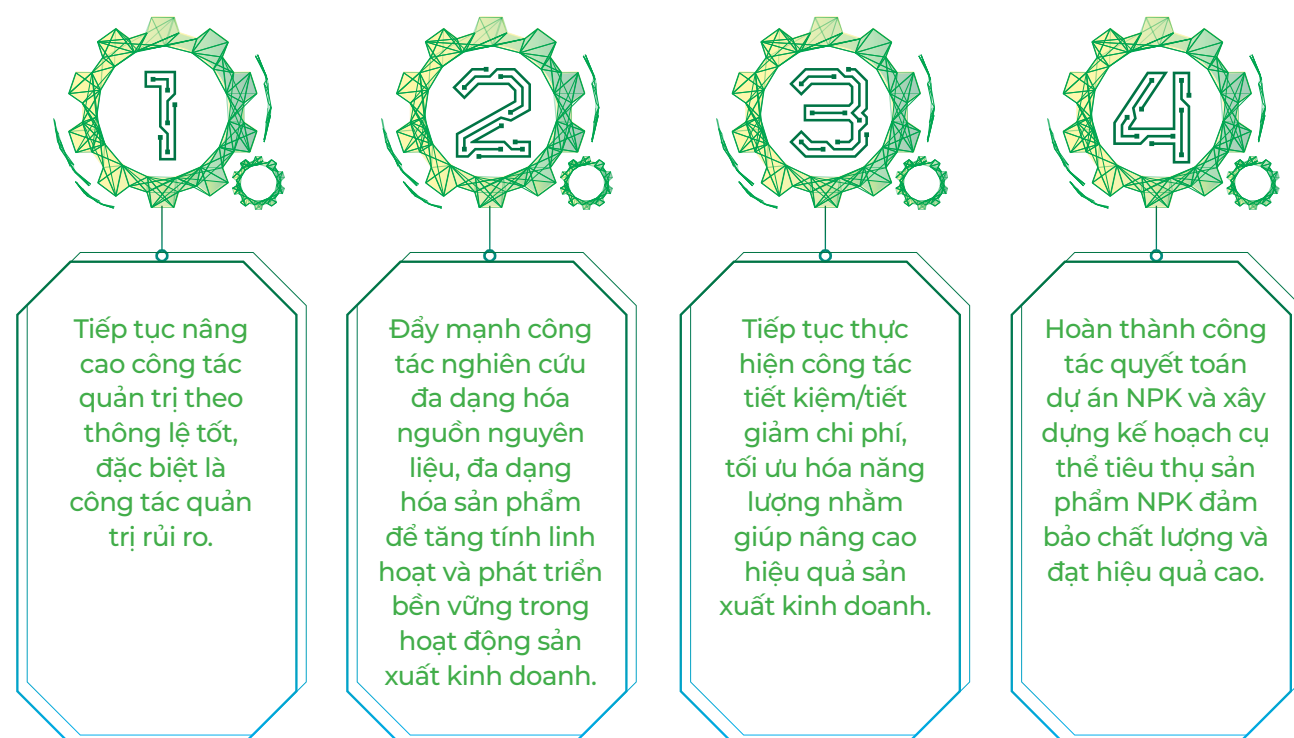 1
Tiếp tục nâng
cao công tác
quản trị theo
thông lệ tốt,
đặc biệt là
công tác quản
trị rủi ro.
2
Đẩy mạnh công
tác nghiên cứu
đa dạng hóa
nguồn nguyên
liệu, đa dạng
hóa sản phẩm
để tăng tính linh
hoạt và phát triển
bền vững trong
hoạt động sản
xuất kinh doanh.
3
Tiếp tục thực
hiện công tác
tiết kiệm/tiết
giảm chi phí,
tối ưu hóa năng
lượng nhằm
giúp nâng cao
hiệu quả sản
xuất kinh doanh.
4
Hoàn thành công
tác quyết toán
dự án NPK và xây
dựng kế hoạch cụ
thể tiêu thụ sản
phẩm NPK đảm
bảo chất lượng và
đạt hiệu quả cao.